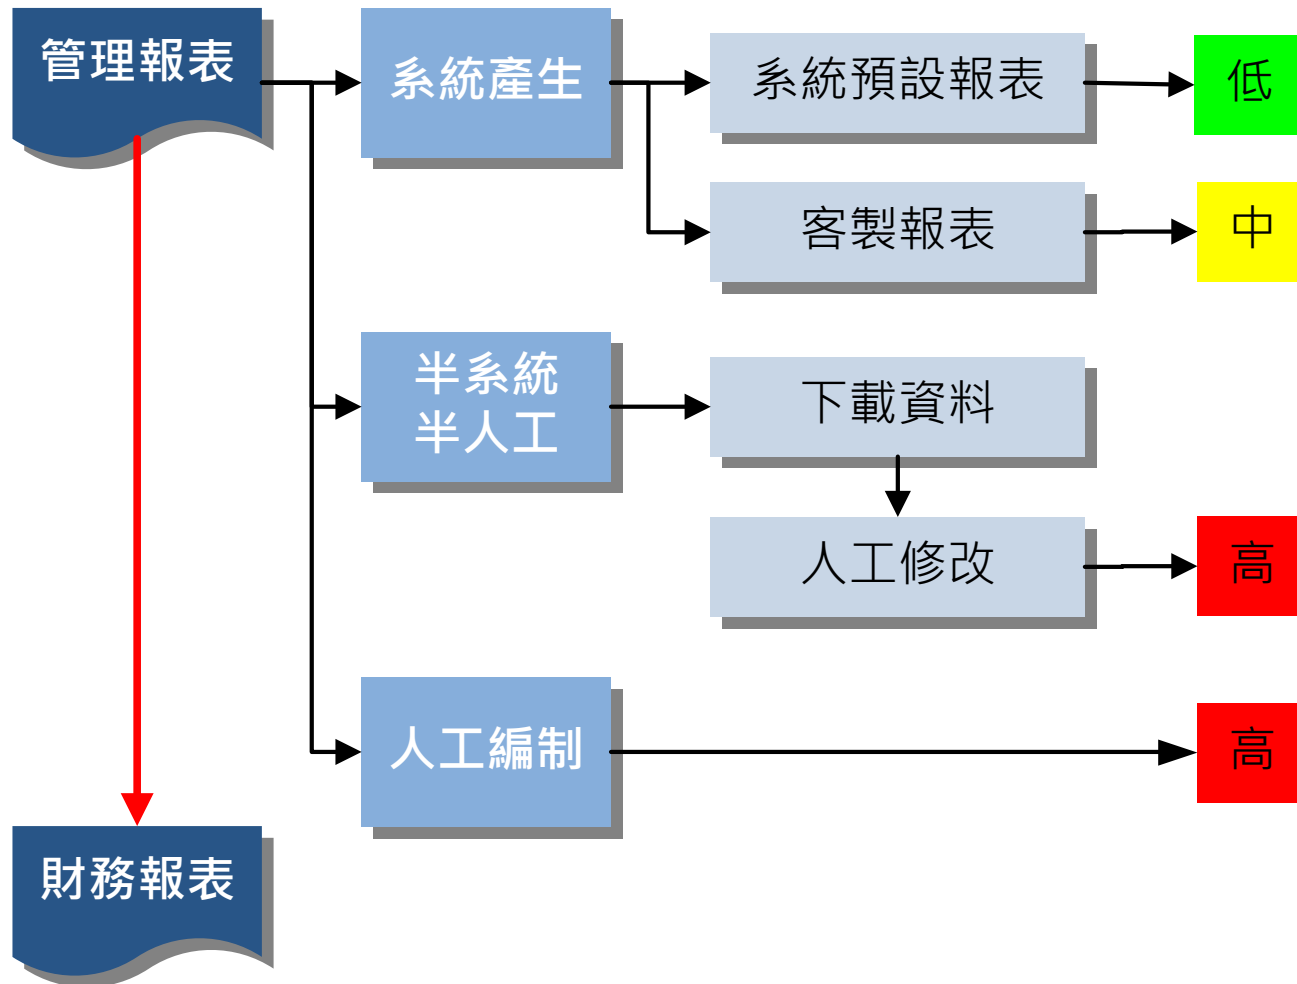 管理報表
系統產生
系統預設報表
低
客製報表
中
半系統
半人工
下載資料
人工修改
高
人工編制
高
財務報表